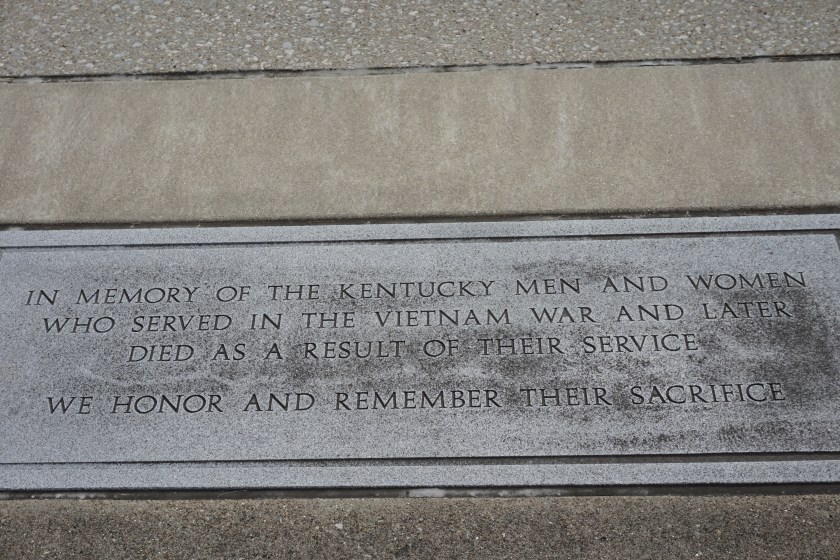 IN MEMORY OF THE KENTUCKY MEN AND WOMEN
WHO SERVED IN THE VIETNAM WAR AND LATER
DIED AS A RESULT OF THEIR SERVICE
WE HONOR AND REMEMBER THEIR SACRIFICE